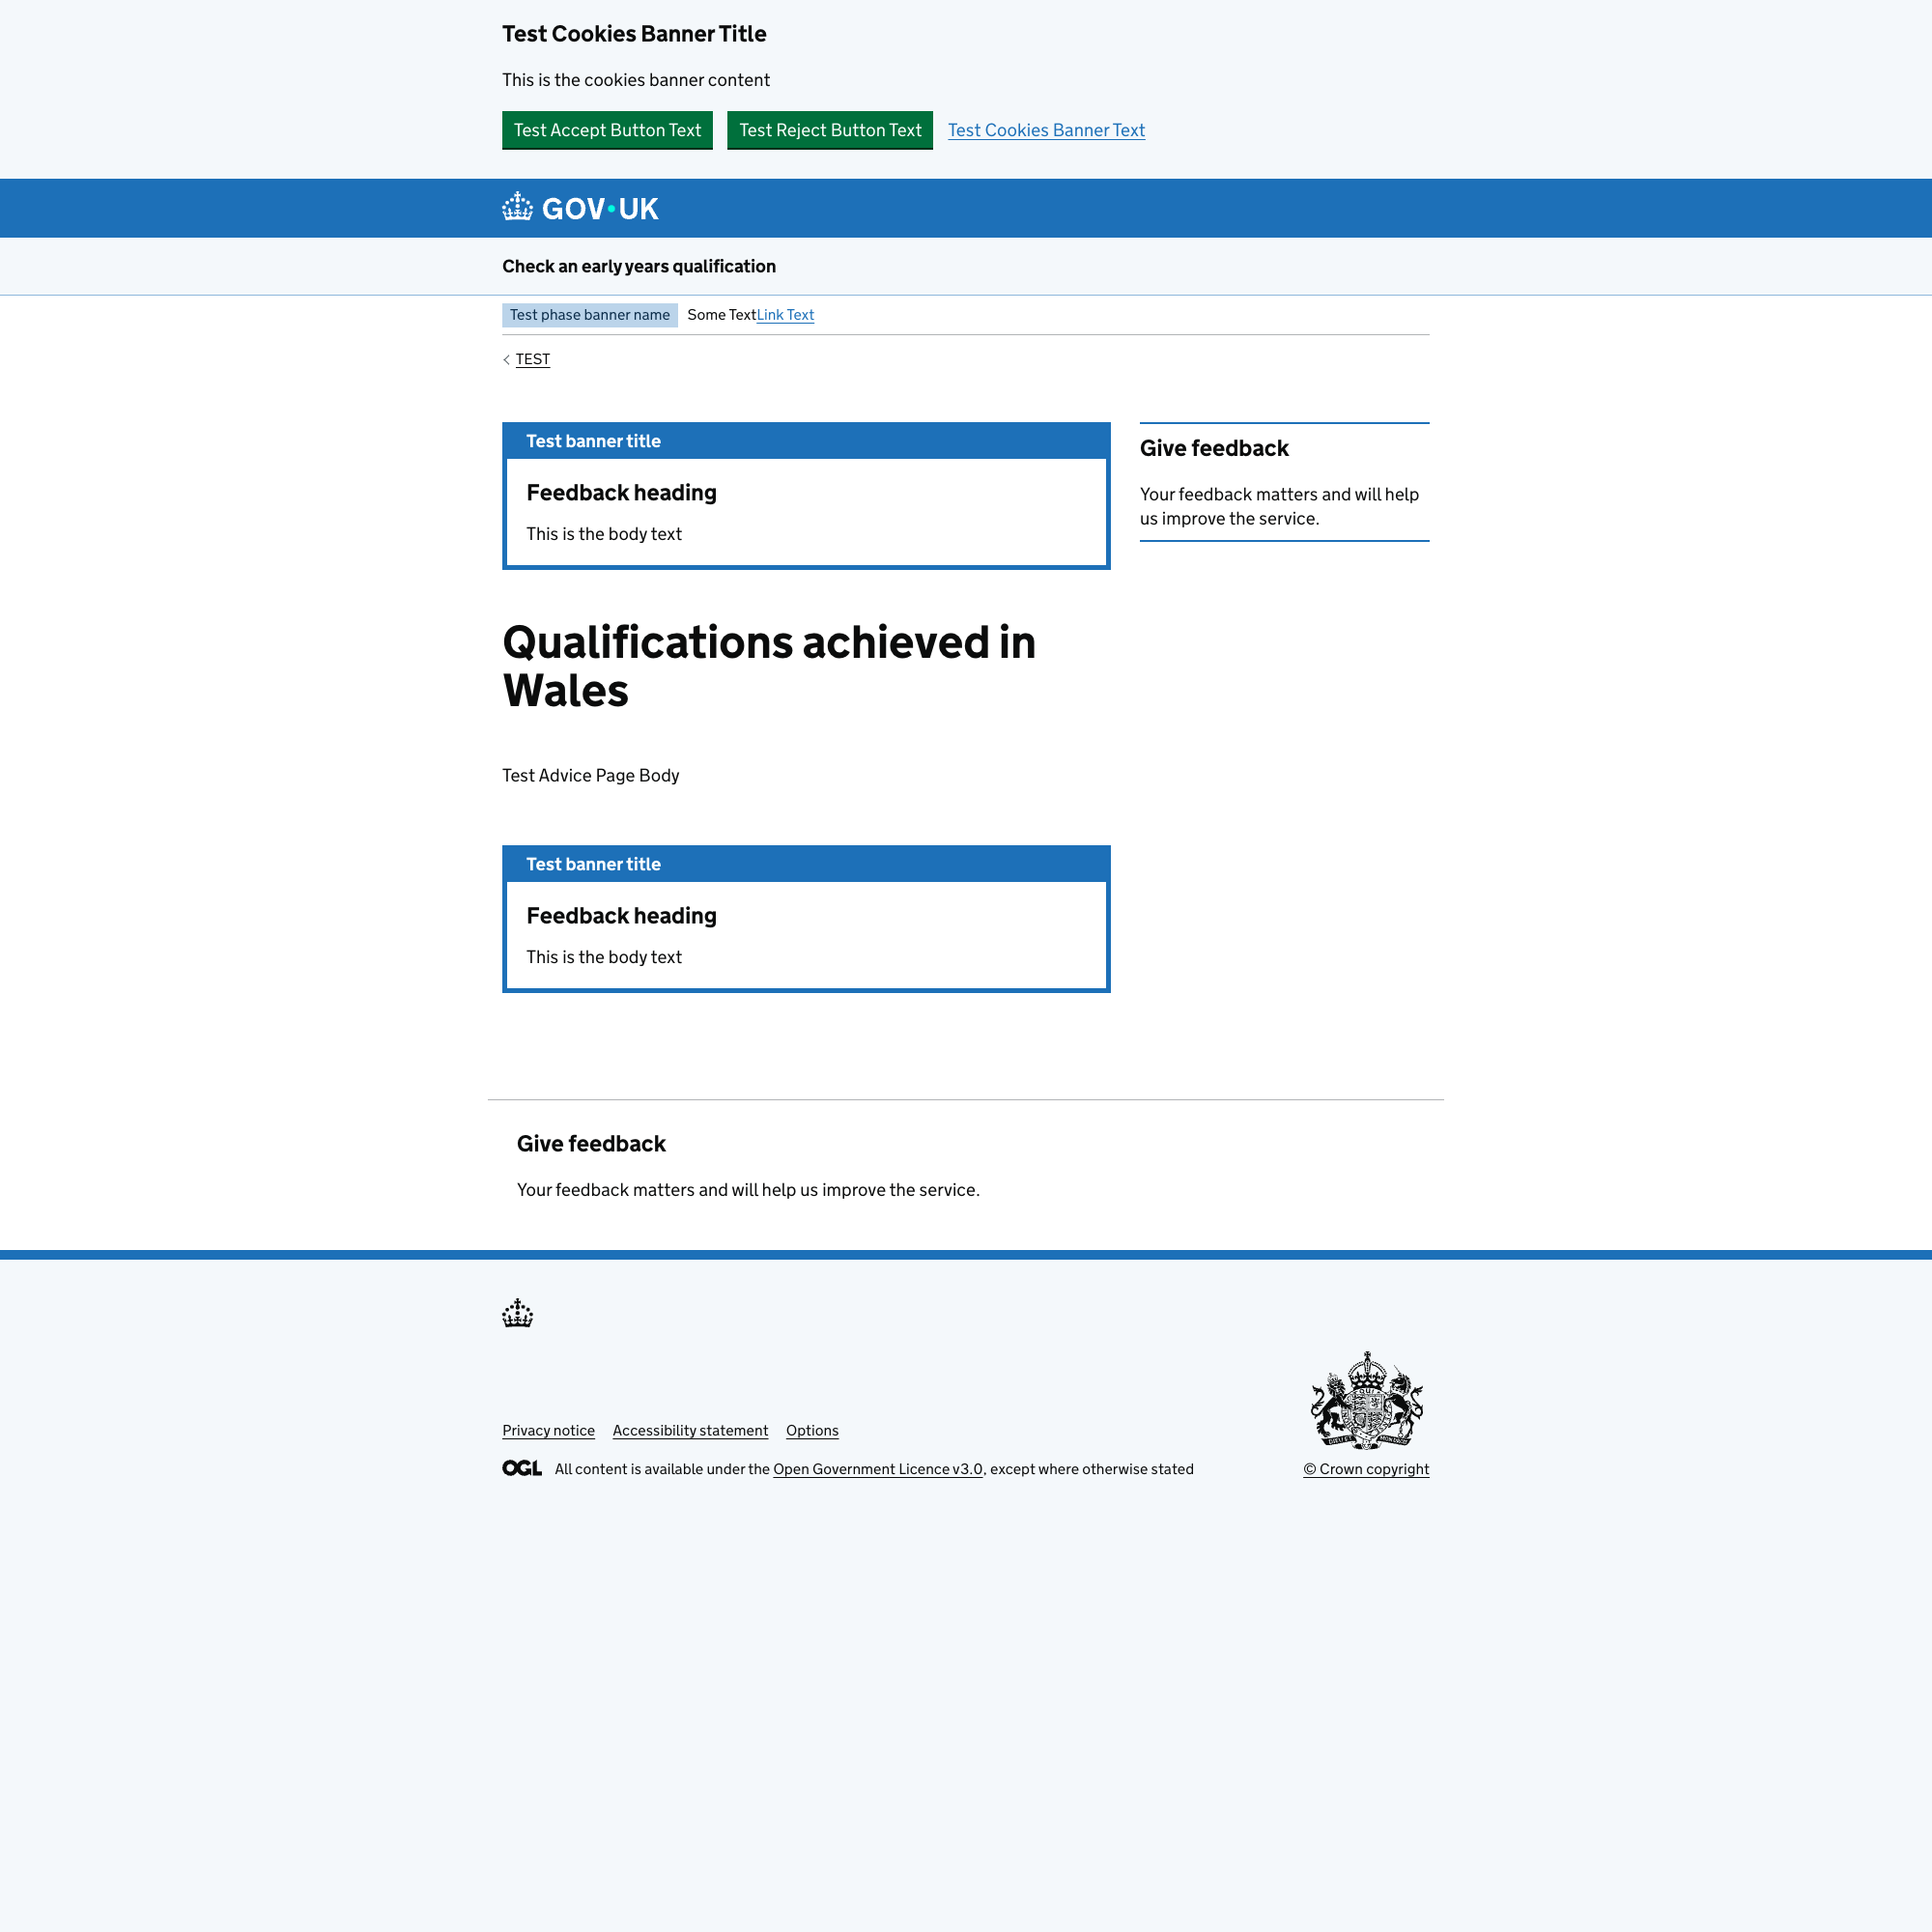 Test Cookies Banner Title
This is the cookies banner content
Test Accept Button Text
Test Reject Button Text
Test Cookies Banner Text
GOV·UK
Check an early years qualification
Test phase banner name
Some TextLink Text
TEST
Test banner title
Feedback heading
This is the body text
Give feedback
Your feedback matters and will help
us improve the service.
Qualifications achieved in
Wales
Test Advice Page Body
Test banner title
Feedback heading
This is the body text
Give feedback
Your feedback matters and will help us improve the service.
Privacy notice
Accessibility statement
Options
OGL
All content is available under the Open Government Licence v3.0, except where otherwise stated
© Crown copyright